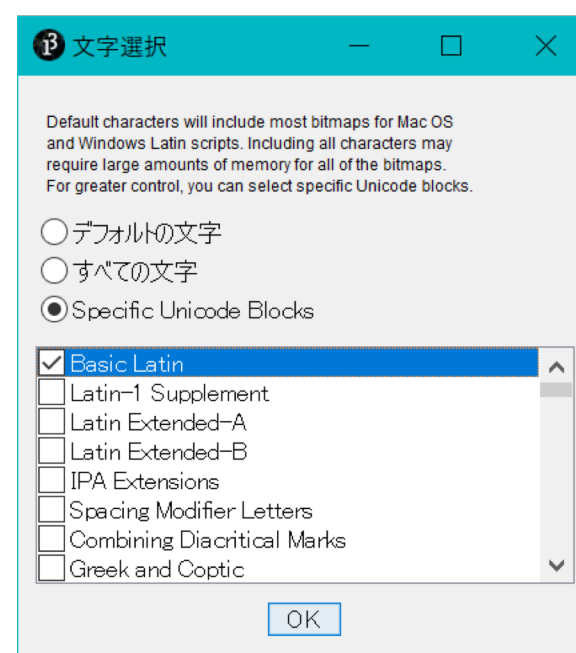 文字選択
Default characters will include most bitmaps for Mac OS
and Windows Latin scripts. Including all characters may
require large amounts of memory for all of the bitmaps.
For greater control, you can select specific Unicode blocks.
デフォルトの文字
すべての文字
Specific Unicode Blocks
Basic Latin
Latin-1 Supplement
Latin Extended-A
Latin Extended-B
IPA Extensions
Spacing Modifier Letters
Combining Diacritical Marks
Greek and Coptic
OK